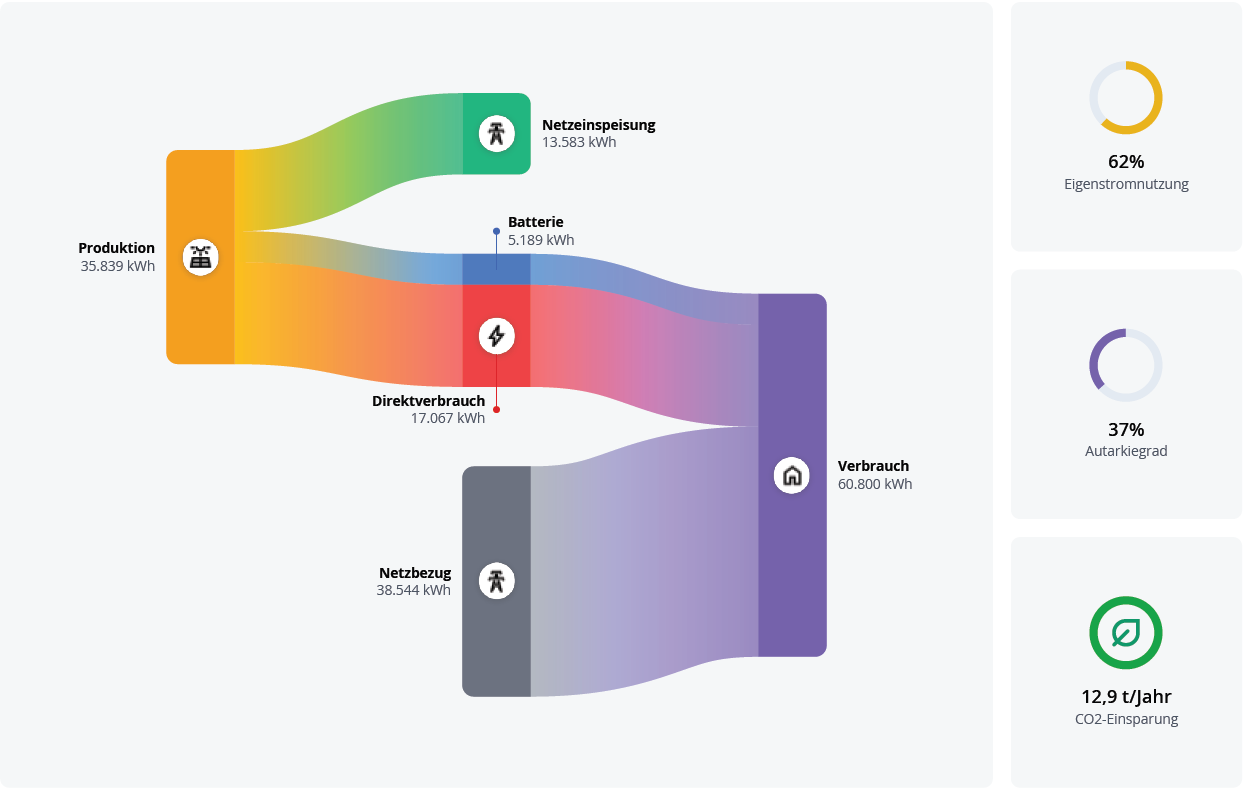 Netzeinspeisung
13.583 kWh
Batterie
5.189 kWh
Produktion
35.839 kWh
Direktverbrauch
17.067 kWh
Verbrauch
60.800 kWh
Netzbezug
38.544 kWh
62%
Eigenstromnutzung
37%
Autarkiegrad
12,9 t/Jahr
CO2-Einsparung